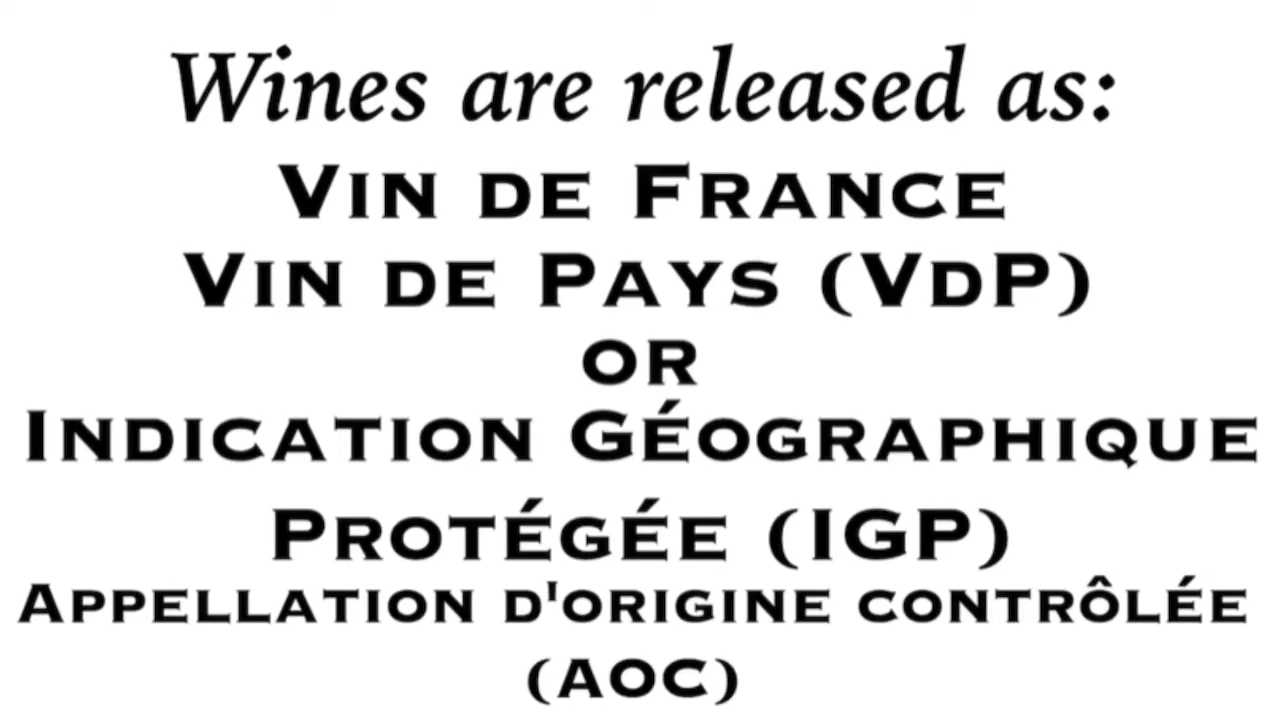 Wines are released as:
Vin de France
Vin de Pays (VdP)
or
Indication Géographique
Protégée (IGP)
Appellation d'origine contrôlée
(AOC)